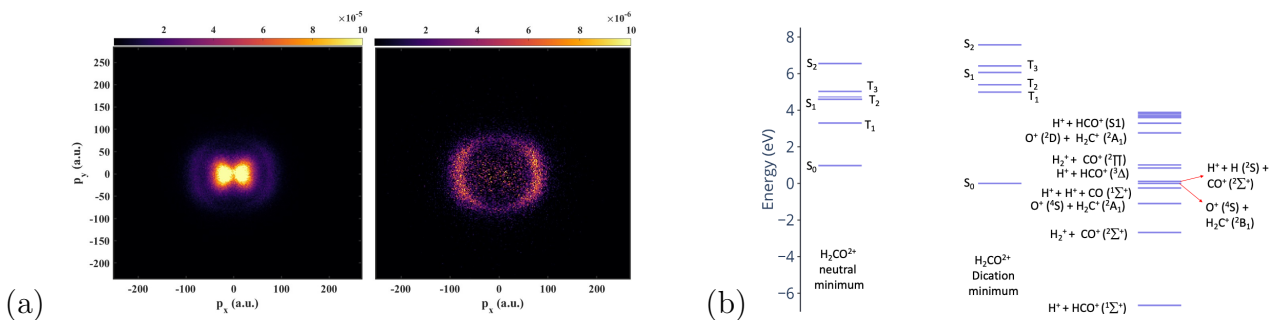 ×10⁻⁵
2 4 6 8 10
×10⁻⁶
2 4 6 8 10
p_y (a.u.)
250
200
150
100
50
0
-50
-100
-150
-200
-200 -100 0 100 200
p_x (a.u.)
-200 -100 0 100 200
p_x (a.u.)
(a)
Energy (eV)
8
6
4
2
0
−2
−4
−6
S₂
T₃
S₁
T₂
T₁
S₀
H₂CO²⁺
neutral
minimum
S₂
T₃
S₁
T₂
T₁
S₀
H₂CO²⁺
Dication
minimum
H⁺ + HCO⁺ (S1)
O⁺ (²D) + H₂C⁺ (²A₁)
H₂⁺ + CO⁺ (²∏)
H⁺ + HCO⁺ (³Δ)
H⁺ + H⁺ + CO (¹Σ⁺)
O⁺ (⁴S) + H₂C⁺ (²A₁)
H₂⁺ + CO⁺ (²Σ⁺)
H⁺ + HCO⁺ (¹Σ⁺)
H⁺ + H (²S) +
CO⁺ (²Σ⁺)
O⁺ (⁴S) +
H₂C⁺ (²B₁)
(b)